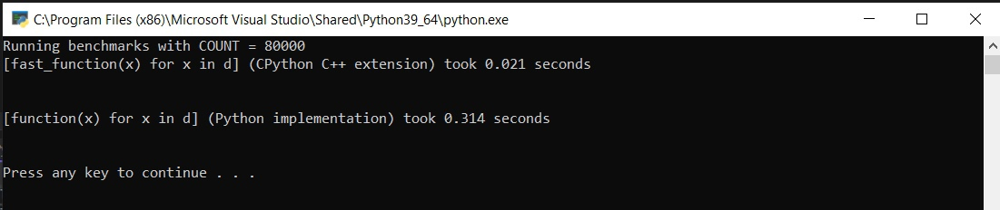 C:\Program Files (x86)\Microsoft Visual Studio\Shared\Python39_64\python.exe
Running benchmarks with COUNT = 80000
[fast_function(x) for x in d] (CPython C++ extension) took 0.021 seconds
[function(x) for x in d] (Python implementation) took 0.314 seconds
Press any key to continue . . .